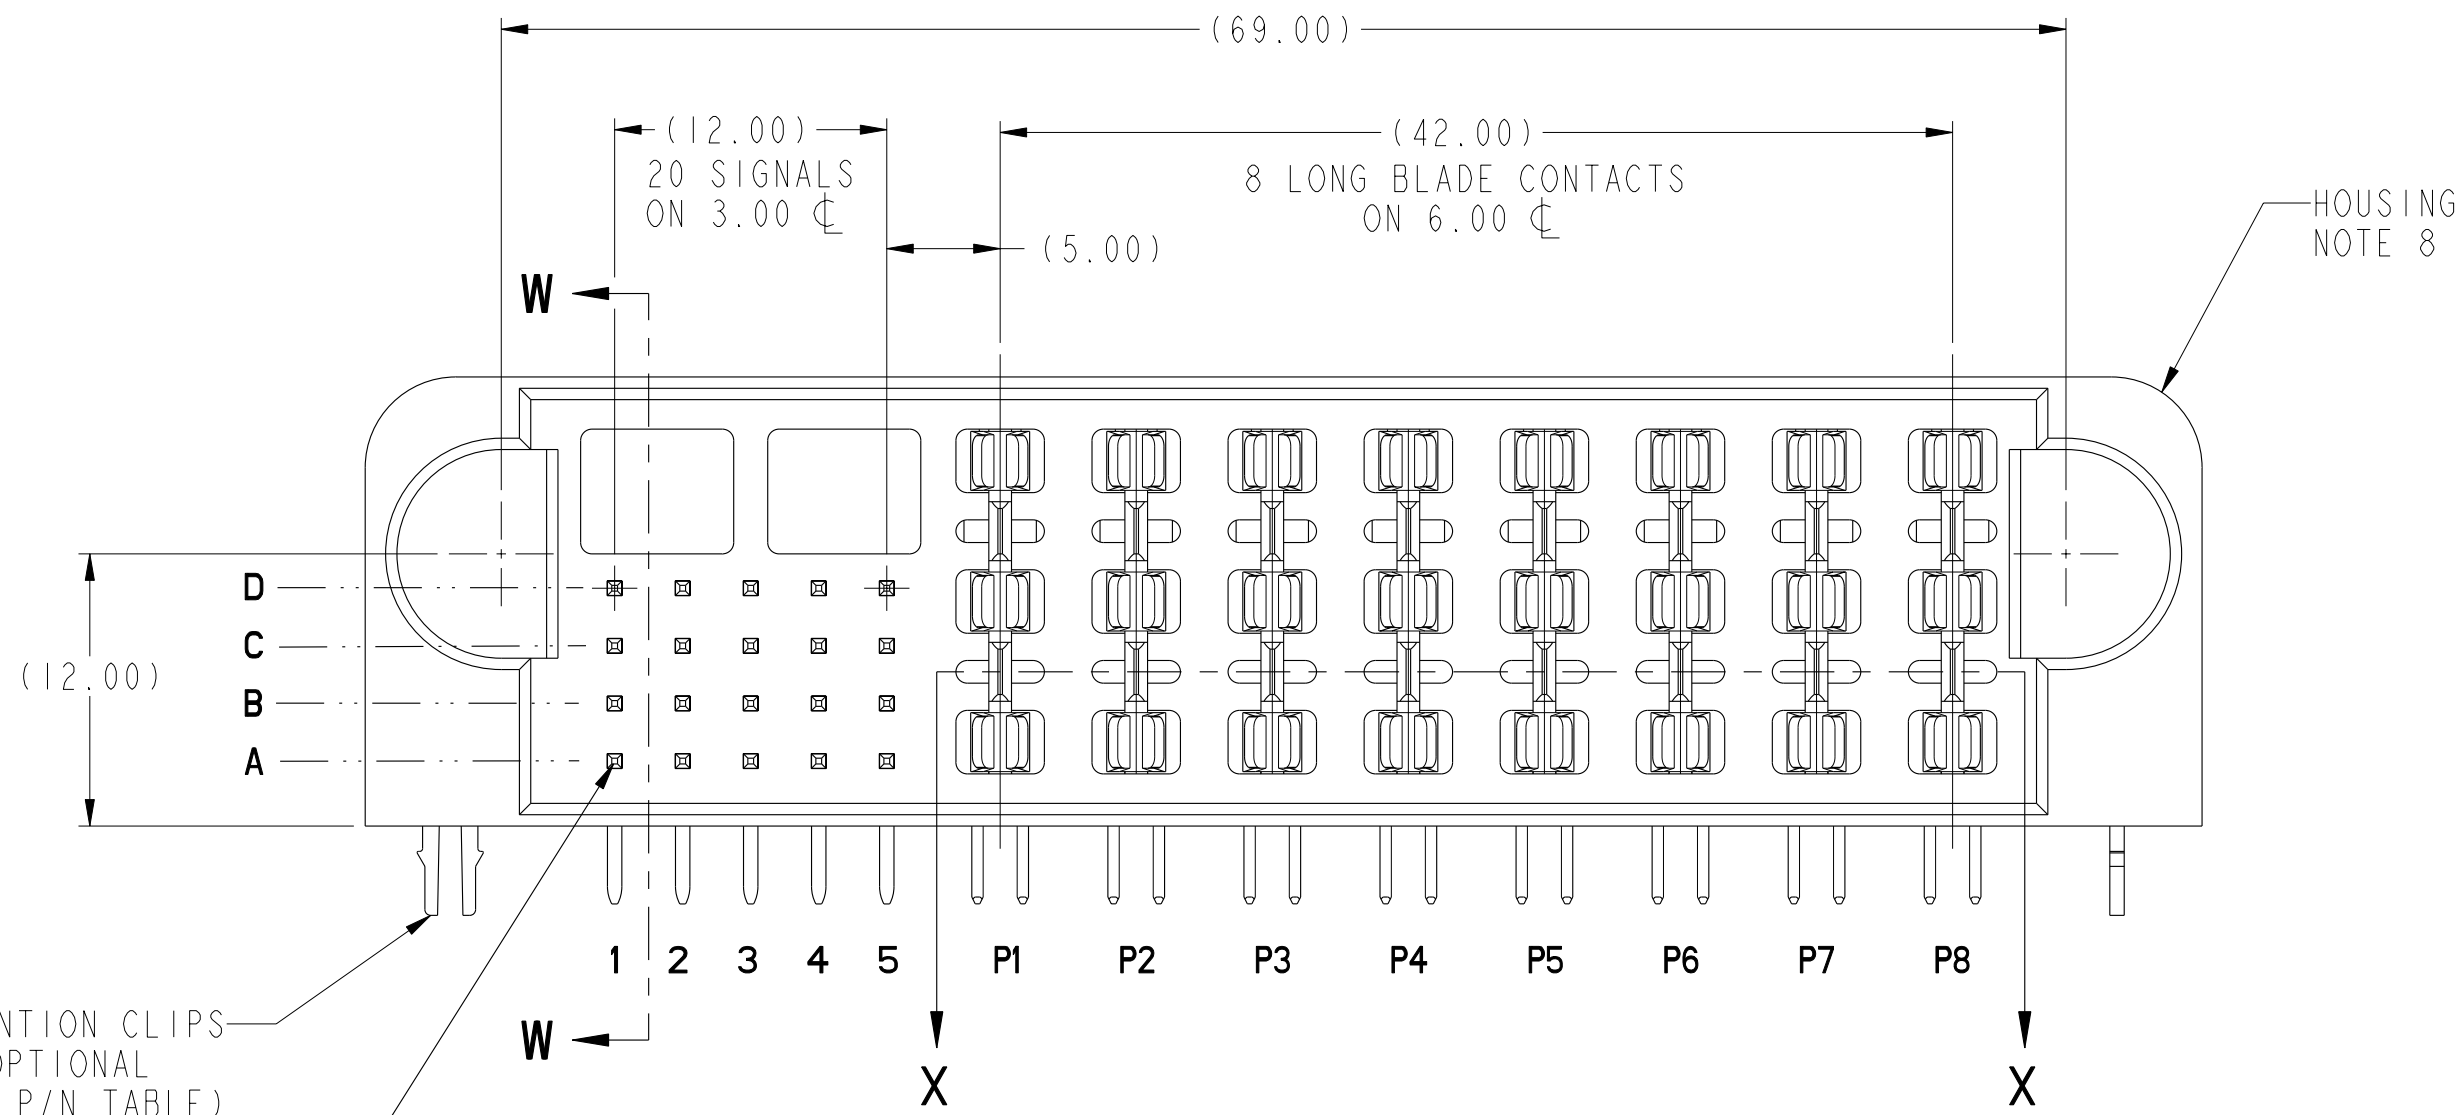 (69.00)
(12.00)
20 SIGNALS
ON 3.00 ℄
(42.00)
8 LONG BLADE CONTACTS
ON 6.00 ℄
(5.00)
HOUSING
NOTE 8
W
D
C
(12.00)
B
A
1 2 3 4 5 P1 P2 P3 P4 P5 P6 P7 P8
NTION CLIPS
OPTIONAL
P/N TABLE)
W
X X